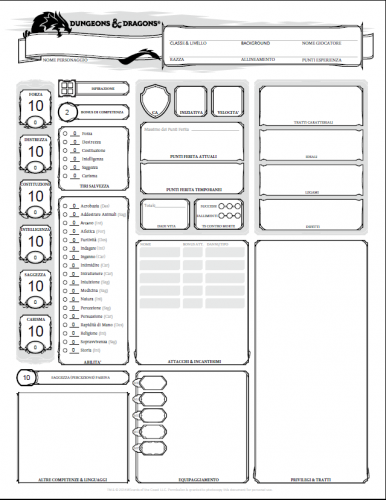 DUNGEONS & DRAGONS®
CLASSE & LIVELLO BACKGROUND NOME GIOCATORE
NOME PERSONAGGIO
RAZZA ALLINEAMENTO PUNTI ESPERIENZA
FORZA
10
0
DESTREZZA
10
0
COSTITUZIONE
10
0
INTELLIGENZA
10
0
SAGGEZZA
10
0
CARISMA
10
0
ISPIRAZIONE
2 BONUS DI COMPETENZA
0 Forza
0 Destrezza
0 Costituzione
0 Intelligenza
0 Saggezza
0 Carisma
TIRI SALVEZZA
0 Acrobazia (Des)
0 Addestrare Animali (Sag)
0 Arcano (Int)
0 Atletica (For)
0 Furtività (Des)
0 Indagare (Int)
0 Inganno (Car)
0 Intimidire (Car)
0 Intrattenere (Car)
0 Intuizione (Sag)
0 Medicina (Sag)
0 Natura (Int)
0 Percezione (Sag)
0 Persuasione (Car)
0 Rapidità di Mano (Des)
0 Religione (Int)
0 Sopravvivenza (Sag)
0 Storia (Int)
ABILITA'
10 SAGGEZZA (PERCEZIONE) PASSIVA
ALTRE COMPETENZE & LINGUAGGI
CA
INIZIATIVA
VELOCITA'
Massimo dei Punti Ferita
PUNTI FERITA ATTUALI
PUNTI FERITA TEMPORANEI
Totale
DADI VITA
SUCCESSI
FALLIMENTI
TS CONTRO MORTE
NOME
ATTACCHI & INCANTESIMI
EQUIPAGGIAMENTO
TRATTI CARATTERIALI
IDEALI
LEGAMI
DIFETTI
PRIVILEGI & TRATTI